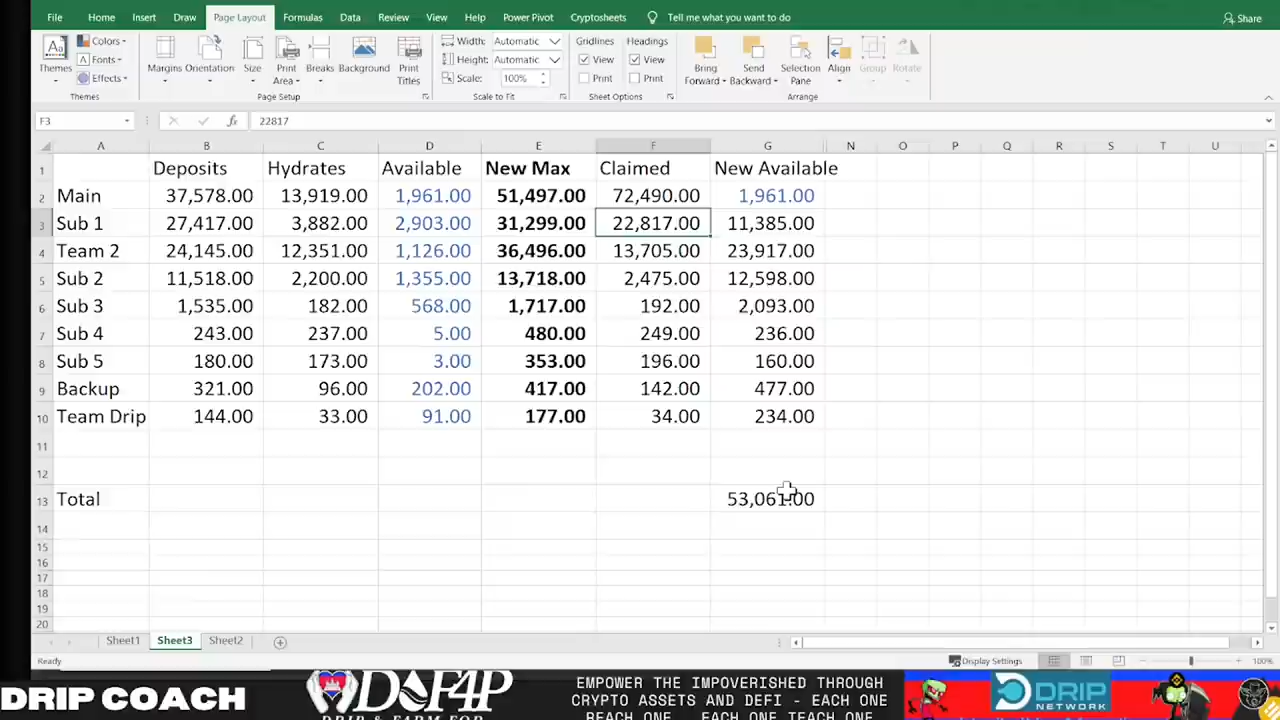 File Home Insert Draw Page Layout Formulas Data Review View Help Power Pivot Cryptosheets Tell me what you want to do Share
Themes Colors Fonts Effects Margins Orientation Size Print Area Breaks Background Print Titles Width: Automatic Height: Automatic Scale: 100% Gridlines View Print Headings View Print Bring Forward Send Backward Selection Pane Align Group Rotate
Themes Page Setup Scale to Fit Sheet Options Arrange
F3 fx 22817
A B C D E F G N O P Q R S T U
1 Deposits Hydrates Available New Max Claimed New Available
2 Main 37,578.00 13,919.00 1,961.00 51,497.00 72,490.00 1,961.00
3 Sub 1 27,417.00 3,882.00 2,903.00 31,299.00 22,817.00 11,385.00
4 Team 2 24,145.00 12,351.00 1,126.00 36,496.00 13,705.00 23,917.00
5 Sub 2 11,518.00 2,200.00 1,355.00 13,718.00 2,475.00 12,598.00
6 Sub 3 1,535.00 182.00 568.00 1,717.00 192.00 2,093.00
7 Sub 4 243.00 237.00 5.00 480.00 249.00 236.00
8 Sub 5 180.00 173.00 3.00 353.00 196.00 160.00
9 Backup 321.00 96.00 202.00 417.00 142.00 477.00
10 Team Drip 144.00 33.00 91.00 177.00 34.00 234.00
11
12
13 Total 53,061.00
14
15
16
17
18
19
20
Sheet1 Sheet3 Sheet2
Ready Display Settings 100%
DRIP COACH
DF4P
EMPOWER THE IMPOVERISHED THROUGH
CRYPTO ASSETS AND DEFI - EACH ONE
REACH ONE EACH ONE TEACH ONE
DRIP
NETWORK